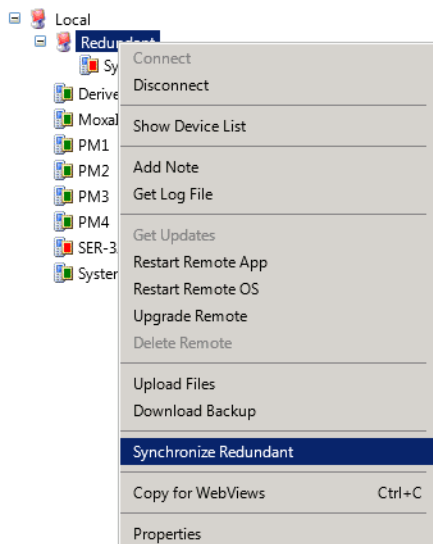 Local
Redundant
Connect
Sy
Disconnect
Derive
Moxa
Show Device List
PM1
PM2
Add Note
PM3
Get Log File
PM4
Get Updates
SER-3
Restart Remote App
System
Restart Remote OS
Upgrade Remote
Delete Remote
Upload Files
Download Backup
Synchronize Redundant
Copy for WebViews Ctrl+C
Properties